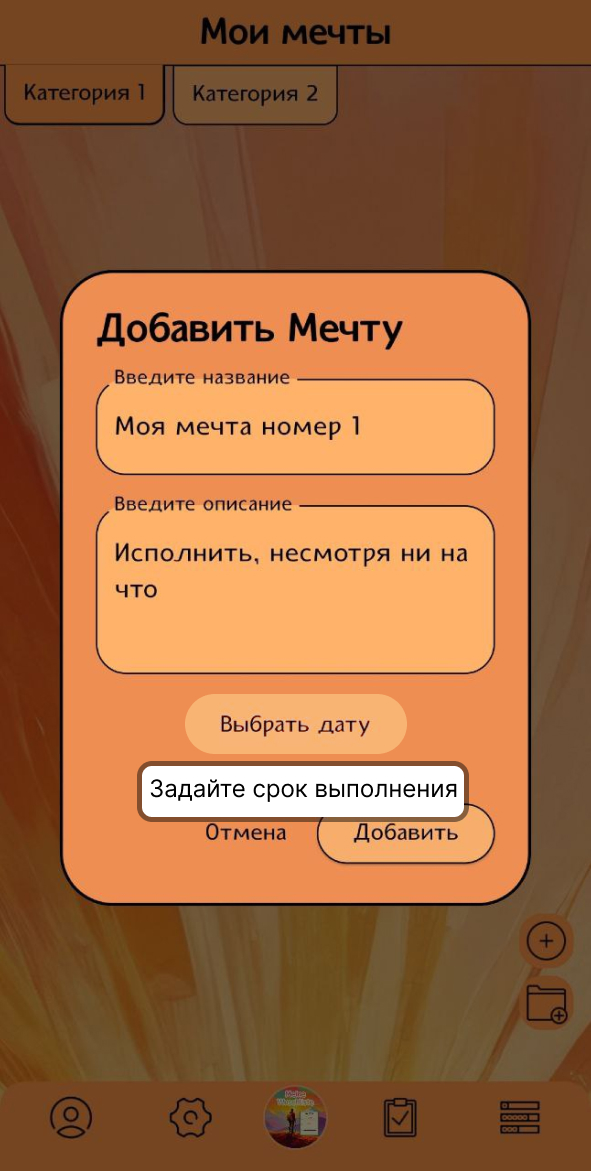 Мои мечты
Категория 1
Категория 2
Добавить Мечту
Введите название
Моя мечта номер 1
Введите описание
Исполнить, несмотря ни на
что
Выбрать дату
Задайте срок выполнения
Отмена
Добавить